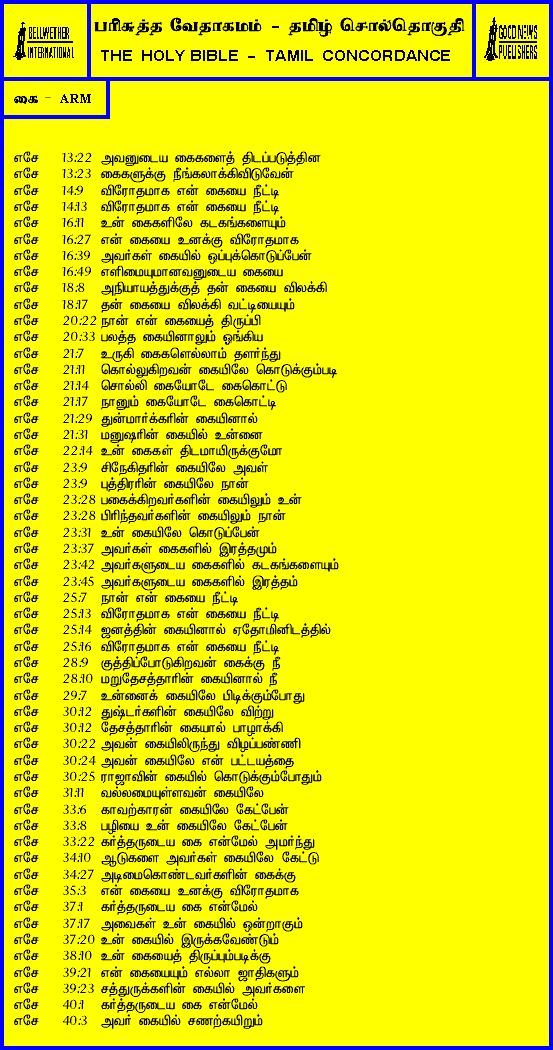 BELLWETHER
INTERNATIONAL
பரிசுத்த வேதாகமம் - தமிழ் சொல்தொகுதி
THE HOLY BIBLE - TAMIL CONCORDANCE
GOOD NEWS
PUBLISHERS
கை - ARM
எசே 13:22 அவனுடைய கைகளைத் திடப்படுத்தின
எசே 13:23 கைகளுக்கு நீங்கலாக்கிவிடுவேன்
எசே 14:9 விரோதமாக என் கையை நீட்டி
எசே 14:13 விரோதமாக என் கையை நீட்டி
எசே 16:11 உன் கைகளிலே கடகங்களையும்
எசே 16:27 என் கையை உனக்கு விரோதமாக
எசே 16:39 அவர்கள் கையில் ஒப்புக்கொடுப்பேன்
எசே 16:49 எளிமையுமானவனுடைய கையை
எசே 18:8 அநியாயத்துக்குத் தன் கையை விலக்கி
எசே 18:17 தன் கையை விலக்கி வட்டியையும்
எசே 20:22 நான் என் கையைத் திருப்பி
எசே 20:33 பலத்த கையினாலும் ஓங்கிய
எசே 21:7 உருகி கைகளெல்லாம் தளர்ந்து
எசே 21:11 கொல்லுகிறவன் கையிலே கொடுக்கும்படி
எசே 21:14 சொல்லி கையோடே கைகொட்டு
எசே 21:17 நானும் கையோடே கைகொட்டி
எசே 21:29 துன்மார்க்கரின் கையினால்
எசே 21:31 மனுஷரின் கையில் உன்னை
எசே 22:14 உன் கைகள் திடமாயிருக்குமோ
எசே 23:9 சிநேகிதரின் கையிலே அவள்
எசே 23:9 புத்திரரின் கையிலே நான்
எசே 23:28 பகைக்கிறவர்களின் கையிலும் உன்
எசே 23:28 பிரிந்தவர்களின் கையிலும் நான்
எசே 23:31 உன் கையிலே கொடுப்பேன்
எசே 23:37 அவர்கள் கைகளில் இரத்தமும்
எசே 23:42 அவர்களுடைய கைகளில் கடகங்களையும்
எசே 23:45 அவர்களுடைய கைகளில் இரத்தம்
எசே 25:7 நான் என் கையை நீட்டி
எசே 25:13 விரோதமாக என் கையை நீட்டி
எசே 25:14 ஜனத்தின் கையினால் ஏதோமினிடத்தில்
எசே 25:16 விரோதமாக என் கையை நீட்டி
எசே 28:9 குத்திப்போடுகிறவன் கைக்கு நீ
எசே 28:10 மறுதேசத்தாரின் கையினால் நீ
எசே 29:7 உன்னைக் கையிலே பிடிக்கும்போது
எசே 30:12 துஷ்டர்களின் கையிலே விற்று
எசே 30:12 தேசத்தாரின் கையால் பாழாக்கி
எசே 30:22 அவன் கையிலிருந்து விழப்பண்ணி
எசே 30:24 அவன் கையிலே என் பட்டயத்தை
எசே 30:25 ராஜாவின் கையில் கொடுக்கும்போதும்
எசே 31:11 வல்லமையுள்ளவன் கையிலே
எசே 33:6 காவற்காரன் கையிலே கேட்பேன்
எசே 33:8 பழியை உன் கையிலே கேட்பேன்
எசே 33:22 கர்த்தருடைய கை என்மேல் அமர்ந்து
எசே 34:10 ஆடுகளை அவர்கள் கையிலே கேட்டு
எசே 34:27 அடிமைகொண்டவர்களின் கைக்கு
எசே 35:3 என் கையை உனக்கு விரோதமாக
எசே 37:1 கர்த்தருடைய கை என்மேல்
எசே 37:17 அவைகள் உன் கையில் ஒன்றாகும்
எசே 37:20 உன் கையில் இருக்கவேண்டும்
எசே 38:10 உன் கையைத் திருப்பும்படிக்கு
எசே 39:21 என் கையையும் எல்லா ஜாதிகளும்
எசே 39:23 சத்துருக்களின் கையில் அவர்களை
எசே 40:1 கர்த்தருடைய கை என்மேல்
எசே 40:3 அவர் கையில் சணற்கயிறும்